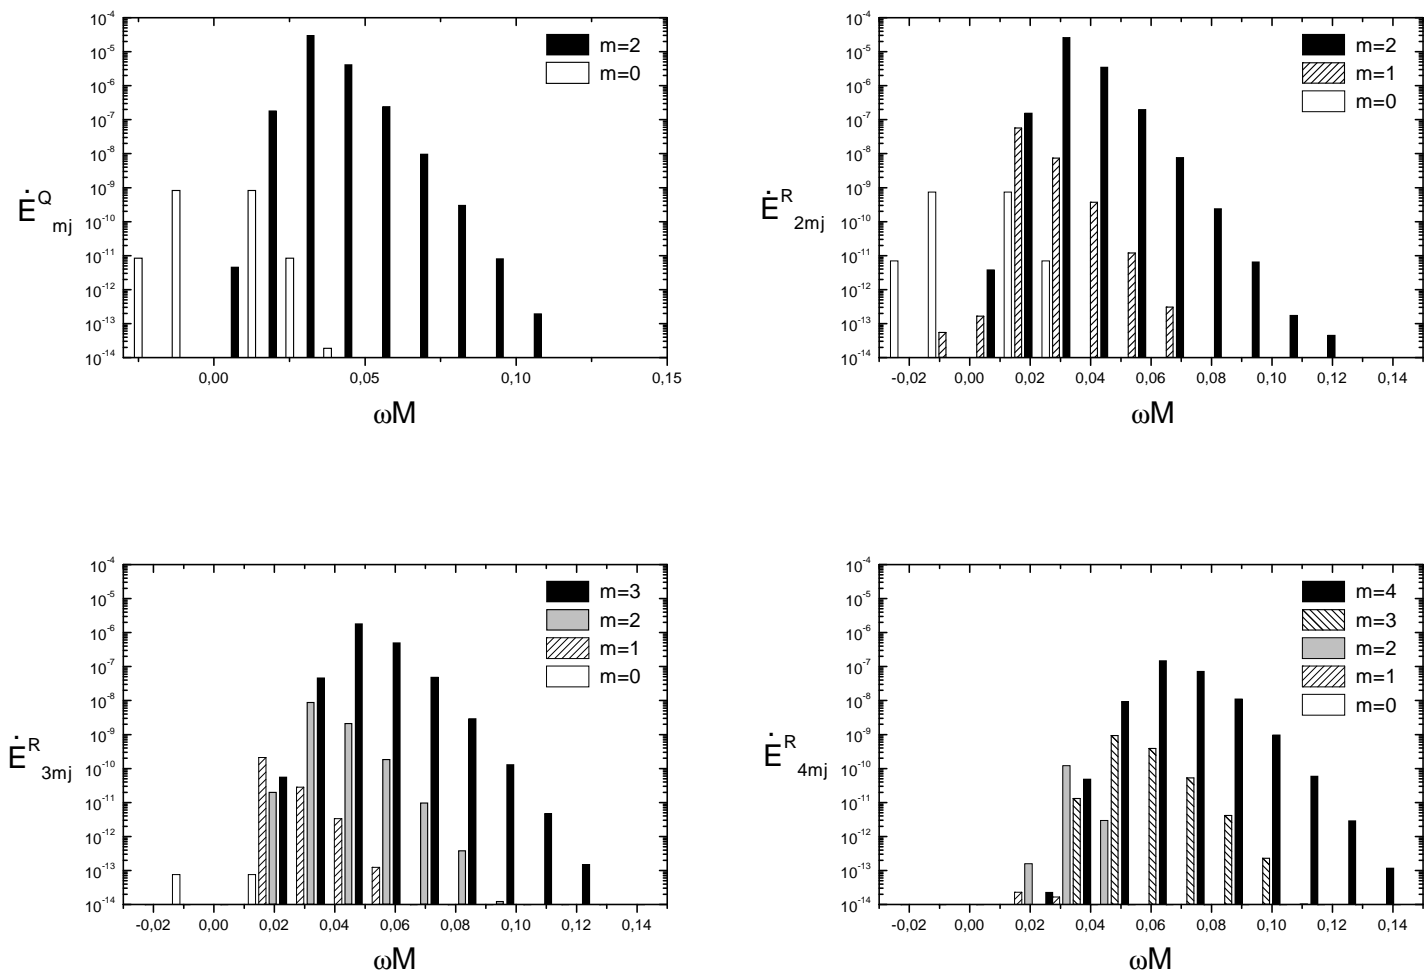 10⁻⁴
10⁻⁵
10⁻⁶
10⁻⁷
10⁻⁸
10⁻⁹
10⁻¹⁰
10⁻¹¹
10⁻¹²
10⁻¹³
10⁻¹⁴
Ė^Q_mj
m=2
m=0
0,00 0,05 0,10 0,15
ωM
10⁻⁴
10⁻⁵
10⁻⁶
10⁻⁷
10⁻⁸
10⁻⁹
10⁻¹⁰
10⁻¹¹
10⁻¹²
10⁻¹³
10⁻¹⁴
Ė^R_2mj
m=2
m=1
m=0
-0,02 0,00 0,02 0,04 0,06 0,08 0,10 0,12 0,14
ωM
10⁻⁴
10⁻⁵
10⁻⁶
10⁻⁷
10⁻⁸
10⁻⁹
10⁻¹⁰
10⁻¹¹
10⁻¹²
10⁻¹³
10⁻¹⁴
Ė^R_3mj
m=3
m=2
m=1
m=0
-0,02 0,00 0,02 0,04 0,06 0,08 0,10 0,12 0,14
ωM
10⁻⁴
10⁻⁵
10⁻⁶
10⁻⁷
10⁻⁸
10⁻⁹
10⁻¹⁰
10⁻¹¹
10⁻¹²
10⁻¹³
10⁻¹⁴
Ė^R_4mj
m=4
m=3
m=2
m=1
m=0
-0,02 0,00 0,02 0,04 0,06 0,08 0,10 0,12 0,14
ωM